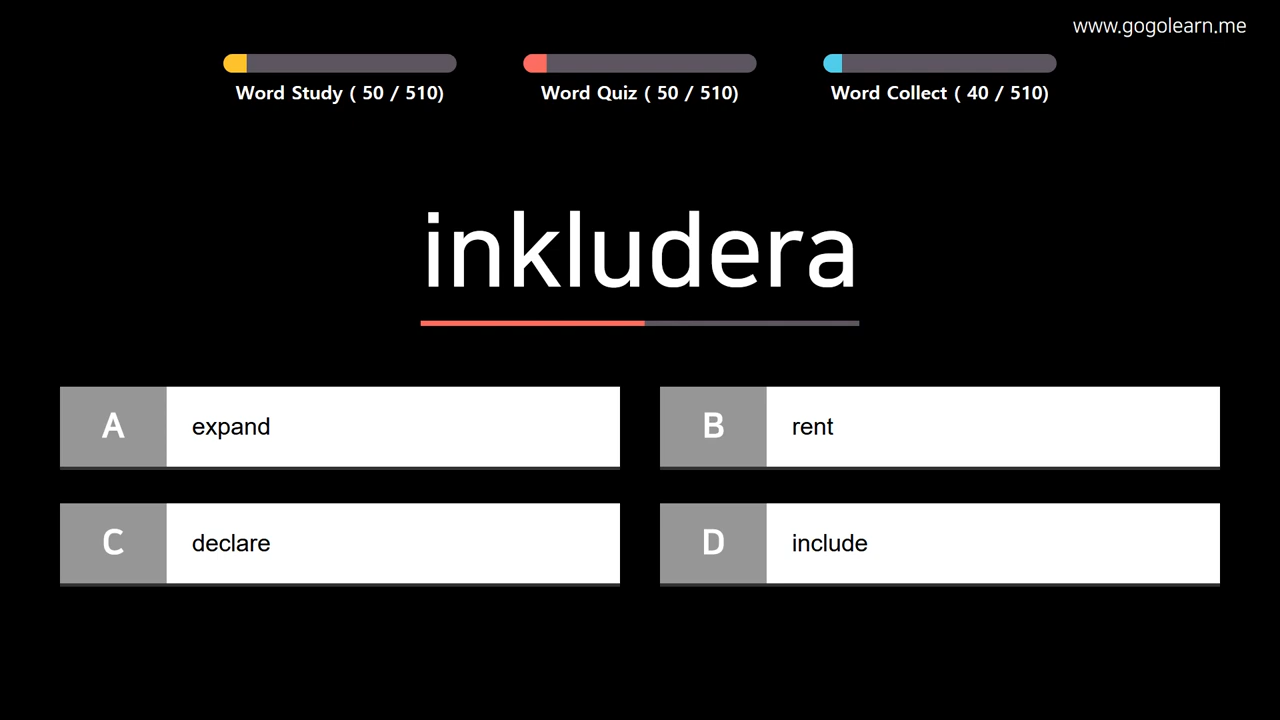 www.gogolearn.me
Word Study ( 50 / 510)
Word Quiz ( 50 / 510)
Word Collect ( 40 / 510)
inkludera
A expand
B rent
C declare
D include